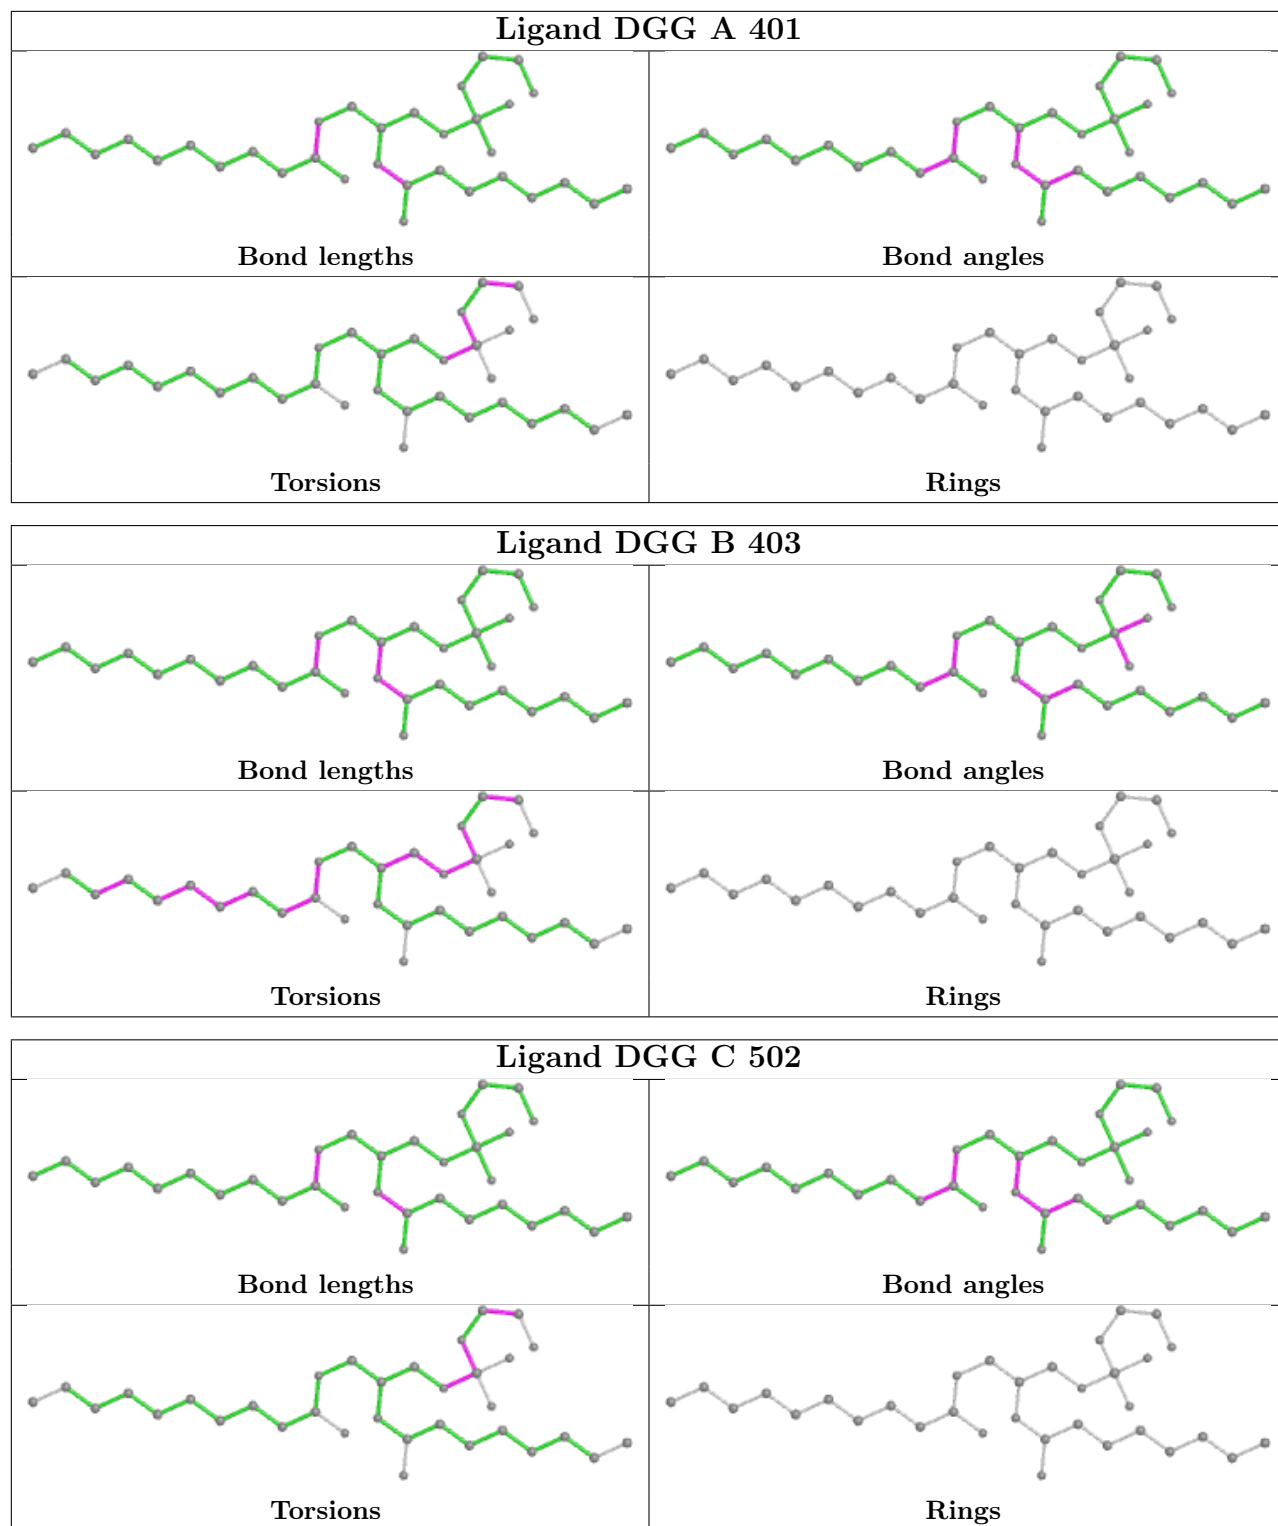 Ligand DGG A 401
Bond lengths
Bond angles
Torsions
Rings
Ligand DGG B 403
Bond lengths
Bond angles
Torsions
Rings
Ligand DGG C 502
Bond lengths
Bond angles
Torsions
Rings